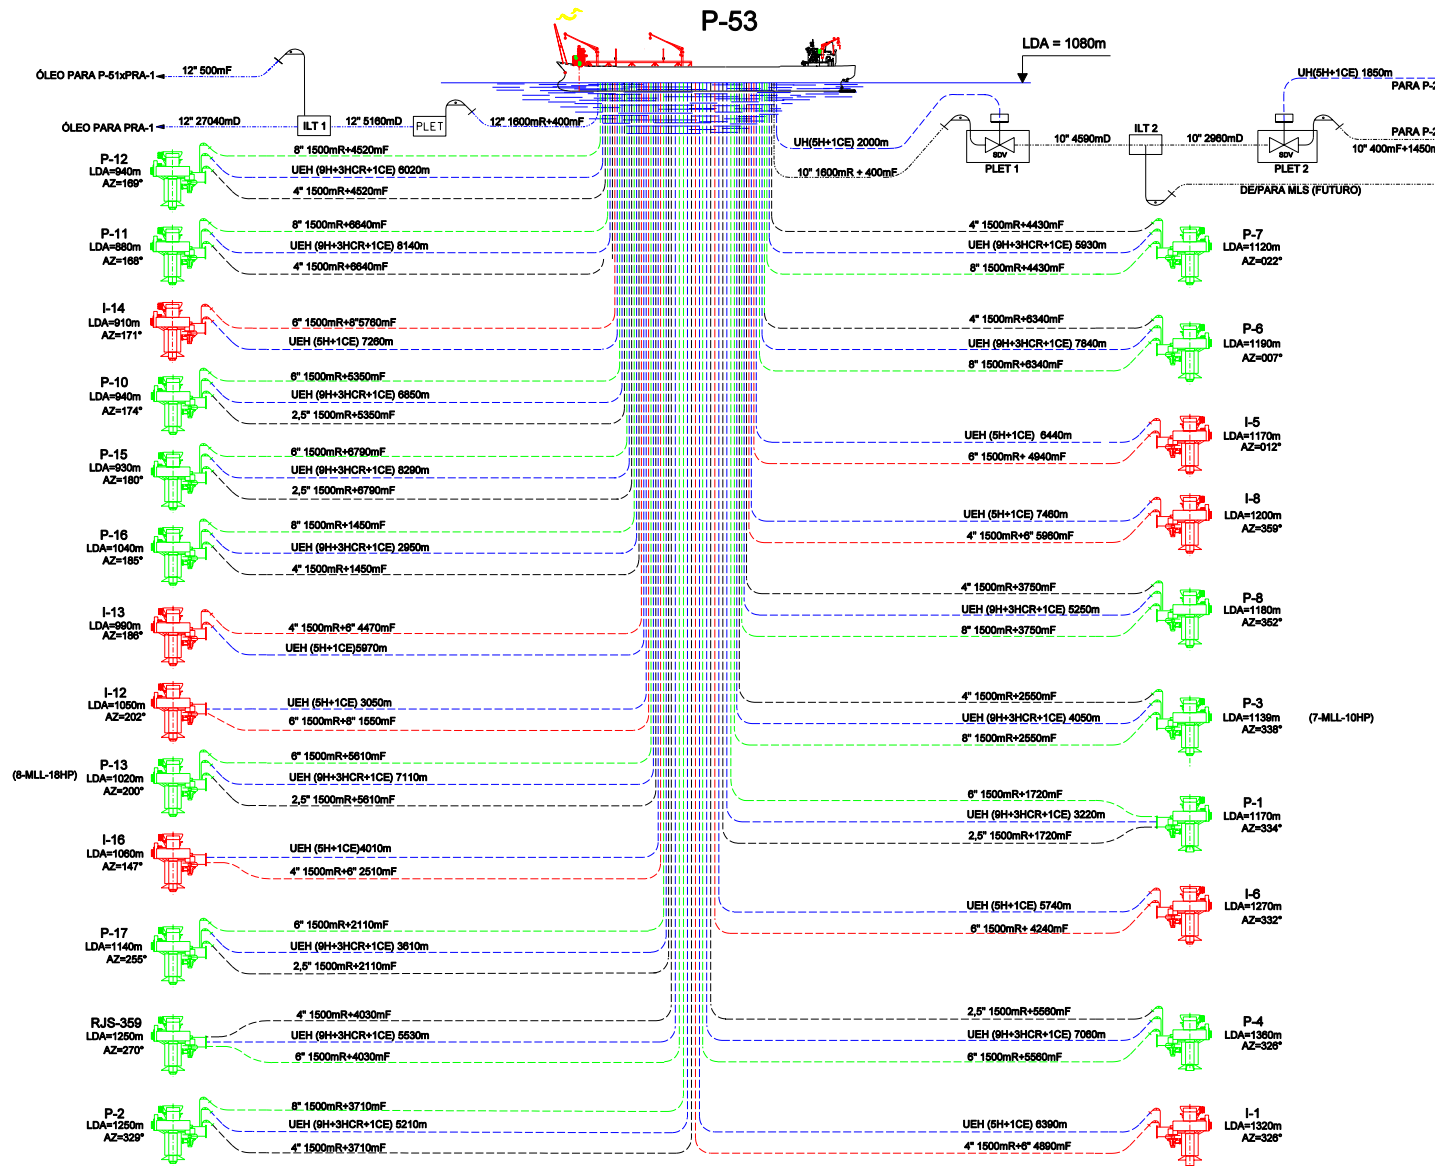 P-53
LDA = 1080m
ÓLEO PARA P-51xPRA-1
12" 500mF
ÓLEO PARA PRA-1
12" 27040mD
ILT 1
12" 5160mD
PLET
12" 1600mR+400mF
UH(5H+1CE) 2000m
10" 1600mR + 400mF
SDV
PLET 1
10" 4590mD
ILT 2
10" 2960mD
SDV
PLET 2
UH(5H+1CE) 1850m
PARA P-2
PARA P-2
10" 400mF+1450m
DE/PARA MLS (FUTURO)
P-12
LDA=940m
AZ=169°
8" 1500mR+4520mF
UEH (9H+3HCR+1CE) 6020m
4" 1500mR+4520mF
P-11
LDA=880m
AZ=168°
8" 1500mR+6640mF
UEH (9H+3HCR+1CE) 8140m
4" 1500mR+6640mF
I-14
LDA=910m
AZ=171°
6" 1500mR+8"5760mF
UEH (5H+1CE) 7260m
P-10
LDA=940m
AZ=174°
6" 1500mR+5350mF
UEH (9H+3HCR+1CE) 6850m
2,5" 1500mR+5350mF
P-15
LDA=930m
AZ=180°
6" 1500mR+6790mF
UEH (9H+3HCR+1CE) 8290m
2,5" 1500mR+6790mF
P-16
LDA=1040m
AZ=185°
8" 1500mR+1450mF
UEH (9H+3HCR+1CE) 2950m
4" 1500mR+1450mF
I-13
LDA=990m
AZ=186°
4" 1500mR+6" 4470mF
UEH (5H+1CE)5970m
I-12
LDA=1050m
AZ=202°
UEH (5H+1CE) 3050m
6" 1500mR+8" 1550mF
(8-MLL-18HP)
P-13
LDA=1020m
AZ=200°
6" 1500mR+5610mF
UEH (9H+3HCR+1CE) 7110m
2,5" 1500mR+5610mF
I-16
LDA=1060m
AZ=147°
UEH (5H+1CE)4010m
4" 1500mR+6" 2510mF
P-17
LDA=1140m
AZ=255°
6" 1500mR+2110mF
UEH (9H+3HCR+1CE) 3610m
2,5" 1500mR+2110mF
RJS-359
LDA=1250m
AZ=270°
4" 1500mR+4030mF
UEH (9H+3HCR+1CE) 5530m
6" 1500mR+4030mF
P-2
LDA=1250m
AZ=329°
8" 1500mR+3710mF
UEH (9H+3HCR+1CE) 5210m
4" 1500mR+3710mF
4" 1500mR+4430mF
UEH (9H+3HCR+1CE) 5930m
8" 1500mR+4430mF
P-7
LDA=1120m
AZ=022°
4" 1500mR+6340mF
UEH (9H+3HCR+1CE) 7840m
8" 1500mR+6340mF
P-6
LDA=1190m
AZ=007°
UEH (5H+1CE) 6440m
6" 1500mR+ 4940mF
I-5
LDA=1170m
AZ=012°
UEH (5H+1CE) 7460m
4" 1500mR+6" 5960mF
I-8
LDA=1200m
AZ=359°
4" 1500mR+3750mF
UEH (9H+3HCR+1CE) 5250m
8" 1500mR+3750mF
P-8
LDA=1180m
AZ=352°
4" 1500mR+2550mF
UEH (9H+3HCR+1CE) 4050m
8" 1500mR+2550mF
P-3
LDA=1139m
AZ=338°
(7-MLL-10HP)
6" 1500mR+1720mF
UEH (9H+3HCR+1CE) 3220m
2,5" 1500mR+1720mF
P-1
LDA=1170m
AZ=334°
UEH (5H+1CE) 5740m
6" 1500mR+ 4240mF
I-6
LDA=1270m
AZ=332°
2,5" 1500mR+5560mF
UEH (9H+3HCR+1CE) 7060m
6" 1500mR+5560mF
P-4
LDA=1360m
AZ=326°
UEH (5H+1CE) 6390m
4" 1500mR+6" 4890mF
I-1
LDA=1320m
AZ=326°